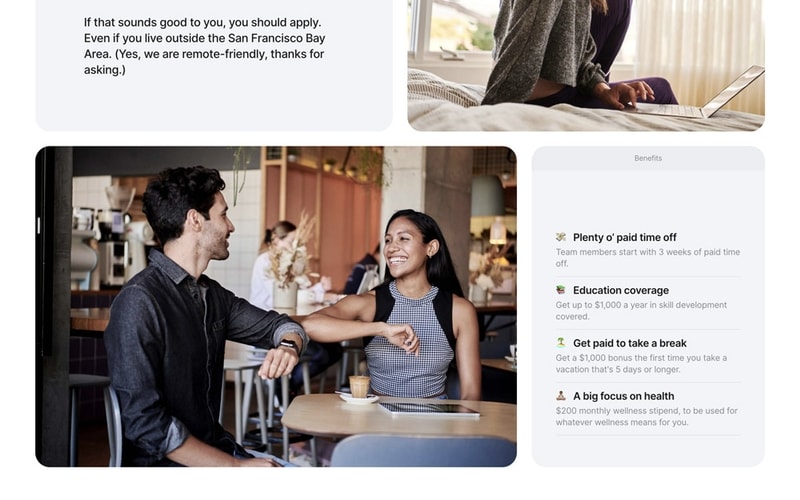 If that sounds good to you, you should apply.
Even if you live outside the San Francisco Bay
Area. (Yes, we are remote-friendly, thanks for
asking.)
Benefits
💸 Plenty o' paid time off
Team members start with 3 weeks of paid time
off.
📚 Education coverage
Get up to $1,000 a year in skill development
covered.
🏝 Get paid to take a break
Get a $1,000 bonus the first time you take a
vacation that's 5 days or longer.
🧘🏽 A big focus on health
$200 monthly wellness stipend, to be used for
whatever wellness means for you.